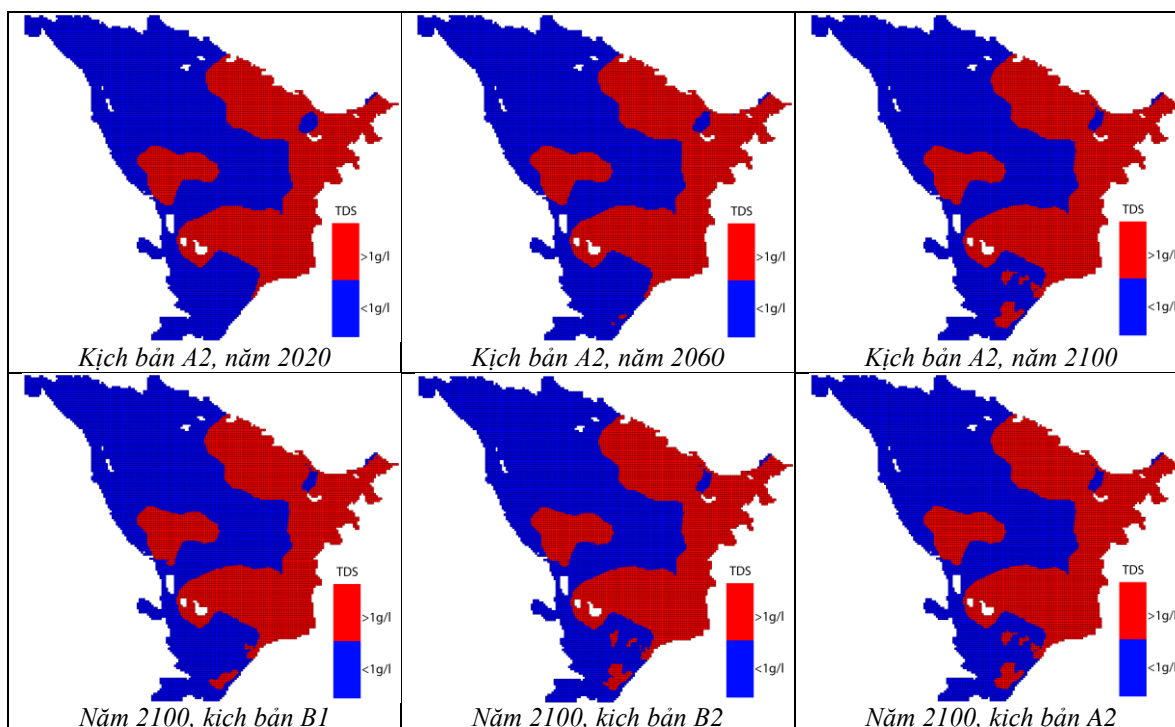 TDS
>1g/l
<1g/l
Kịch bản A2, năm 2020
TDS
>1g/l
<1g/l
Kịch bản A2, năm 2060
TDS
>1g/l
<1g/l
Kịch bản A2, năm 2100
TDS
>1g/l
<1g/l
Năm 2100, kịch bản B1
TDS
>1g/l
<1g/l
Năm 2100, kịch bản B2
TDS
>1g/l
<1g/l
Năm 2100, kịch bản A2